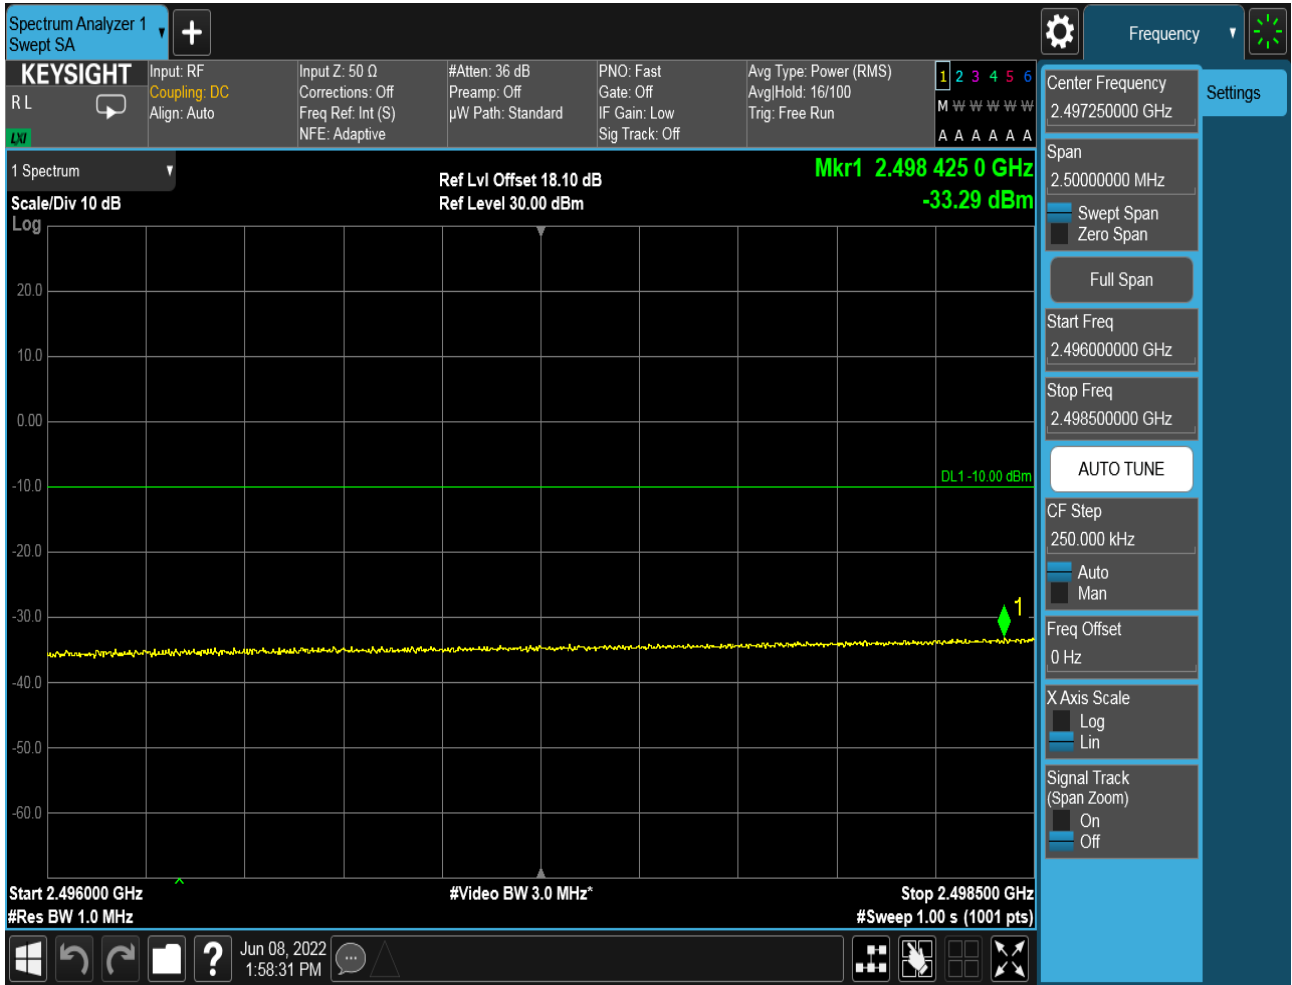 Spectrum Analyzer 1
Swept SA
Frequency
KEYSIGHT
R L
LXI
Input: RF
Coupling: DC
Align: Auto
Input Z: 50 Ω
Corrections: Off
Freq Ref: Int (S)
NFE: Adaptive
#Atten: 36 dB
Preamp: Off
µW Path: Standard
PNO: Fast
Gate: Off
IF Gain: Low
Sig Track: Off
Avg Type: Power (RMS)
Avg|Hold: 16/100
Trig: Free Run
1 2 3 4 5 6
M W W W W W
A A A A A A
1 Spectrum
Scale/Div 10 dB
Log
Ref Lvl Offset 18.10 dB
Ref Level 30.00 dBm
Mkr1 2.498 425 0 GHz
-33.29 dBm
20.0
10.0
0.00
-10.0
-20.0
-30.0
-40.0
-50.0
-60.0
DL1 -10.00 dBm
1
Start 2.496000 GHz
#Res BW 1.0 MHz
#Video BW 3.0 MHz*
Stop 2.498500 GHz
#Sweep 1.00 s (1001 pts)
Center Frequency
2.497250000 GHz
Settings
Span
2.50000000 MHz
Swept Span
Zero Span
Full Span
Start Freq
2.496000000 GHz
Stop Freq
2.498500000 GHz
AUTO TUNE
CF Step
250.000 kHz
Auto
Man
Freq Offset
0 Hz
X Axis Scale
Log
Lin
Signal Track
(Span Zoom)
On
Off
?
Jun 08, 2022
1:58:31 PM